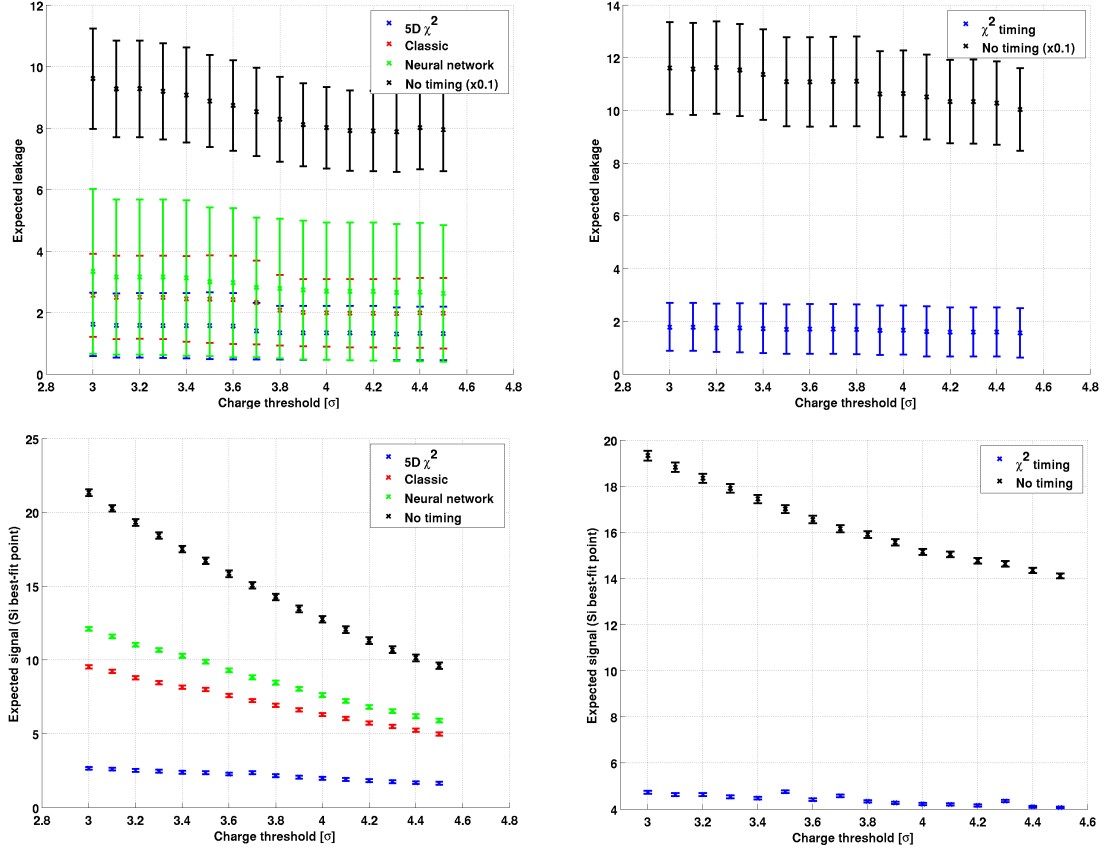 12
10
8
6
4
2
0
Expected leakage
5D χ²
Classic
Neural network
No timing (x0.1)
2.8 3 3.2 3.4 3.6 3.8 4 4.2 4.4 4.6 4.8
Charge threshold [σ]
14
12
10
8
6
4
2
0
Expected leakage
χ² timing
No timing (x0.1)
2.8 3 3.2 3.4 3.6 3.8 4 4.2 4.4 4.6 4.8
Charge threshold [σ]
25
20
15
10
5
0
Expected signal (Si best-fit point)
5D χ²
Classic
Neural network
No timing
2.8 3 3.2 3.4 3.6 3.8 4 4.2 4.4 4.6 4.8
Charge threshold [σ]
20
18
16
14
12
10
8
6
4
Expected signal (Si best-fit point)
χ² timing
No timing
3 3.2 3.4 3.6 3.8 4 4.2 4.4 4.6
Charge threshold [σ]